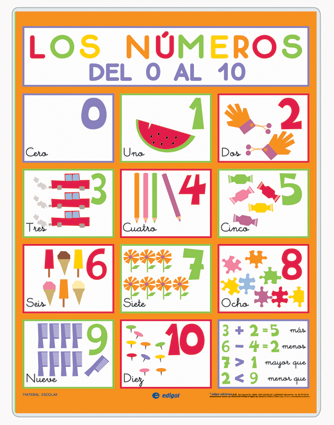 LOS NÚMEROS
DEL 0 AL 10
0
Cero
1
Uno
2
Dos
3
Tres
4
Cuatro
5
Cinco
6
Seis
7
Siete
8
Ocho
9
Nueve
10
Diez
3 + 2 = 5 más
6 - 4 = 2 menos
7 > 1 mayor que
2 < 9 menor que
MATERIAL ESCOLAR
edigol